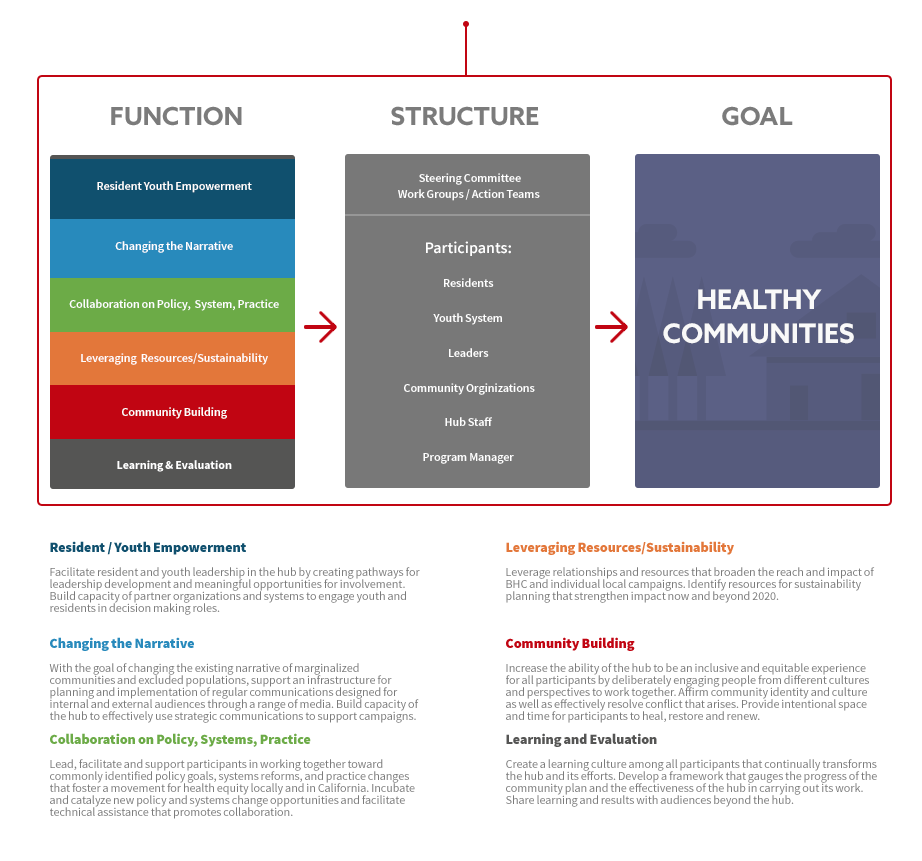 FUNCTION
STRUCTURE
GOAL
Resident Youth Empowerment
Changing the Narrative
Collaboration on Policy, System, Practice
Leveraging Resources/Sustainability
Community Building
Learning & Evaluation
Steering Committee
Work Groups / Action Teams
Participants:
Residents
Youth System
Leaders
Community Orginizations
Hub Staff
Program Manager
HEALTHY
COMMUNITIES
Resident / Youth Empowerment
Facilitate resident and youth leadership in the hub by creating pathways for
leadership development and meaningful opportunities for involvement.
Build capacity of partner organizations and systems to engage youth and
residents in decision making roles.
Changing the Narrative
With the goal of changing the existing narrative of marginalized
communities and excluded populations, support an infrastructure for
planning and implementation of regular communications designed for
internal and external audiences through a range of media. Build capacity of
the hub to effectively use strategic communications to support campaigns.
Collaboration on Policy, Systems, Practice
Lead, facilitate and support participants in working together toward
commonly identified policy goals, systems reforms, and practice changes
that foster a movement for health equity locally and in California. Incubate
and catalyze new policy and systems change opportunities and facilitate
technical assistance that promotes collaboration.
Leveraging Resources/Sustainability
Leverage relationships and resources that broaden the reach and impact of
BHC and individual local campaigns. Identify resources for sustainability
planning that strengthen impact now and beyond 2020.
Community Building
Increase the ability of the hub to be an inclusive and equitable experience
for all participants by deliberately engaging people from different cultures
and perspectives to work together. Affirm community identity and culture
as well as effectively resolve conflict that arises. Provide intentional space
and time for participants to heal, restore and renew.
Learning and Evaluation
Create a learning culture among all participants that continually transforms
the hub and its efforts. Develop a framework that gauges the progress of the
community plan and the effectiveness of the hub in carrying out its work.
Share learning and results with audiences beyond the hub.